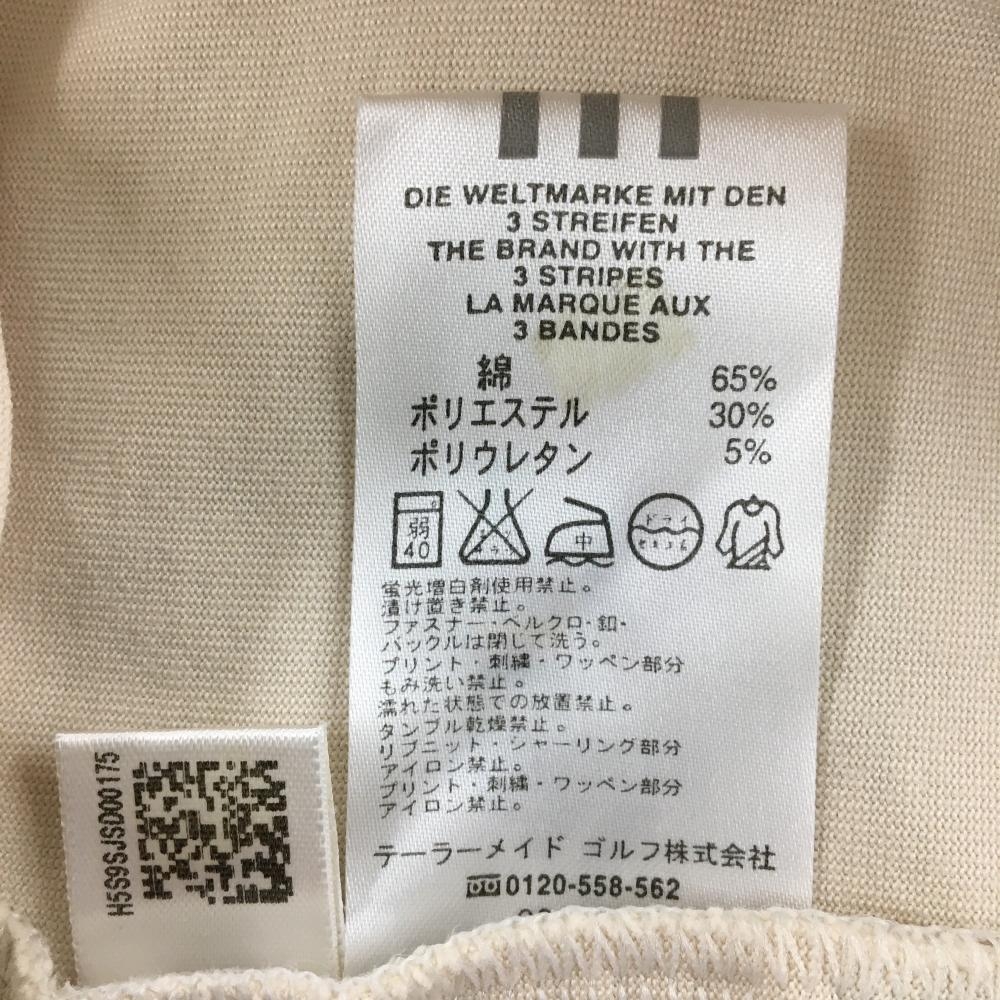 DIE WELTMARKE MIT DEN
3 STREIFEN
THE BRAND WITH THE
3 STRIPES
LA MARQUE AUX
3 BANDES
綿 65%
ポリエステル 30%
ポリウレタン 5%
弱
40
中
ドライ
蛍光増白剤使用禁止。
漬け置き禁止。
ファスナー・ベルクロ・釦・
バックルは閉じて洗う。
プリント・刺繍・ワッペン部分
もみ洗い禁止。
濡れた状態での放置禁止。
タンブル乾燥禁止。
リブニット・シャーリング部分
アイロン禁止。
プリント・刺繍・ワッペン部分
アイロン禁止。
テーラーメイド ゴルフ株式会社
0120-558-562
H5S9SJSD00175